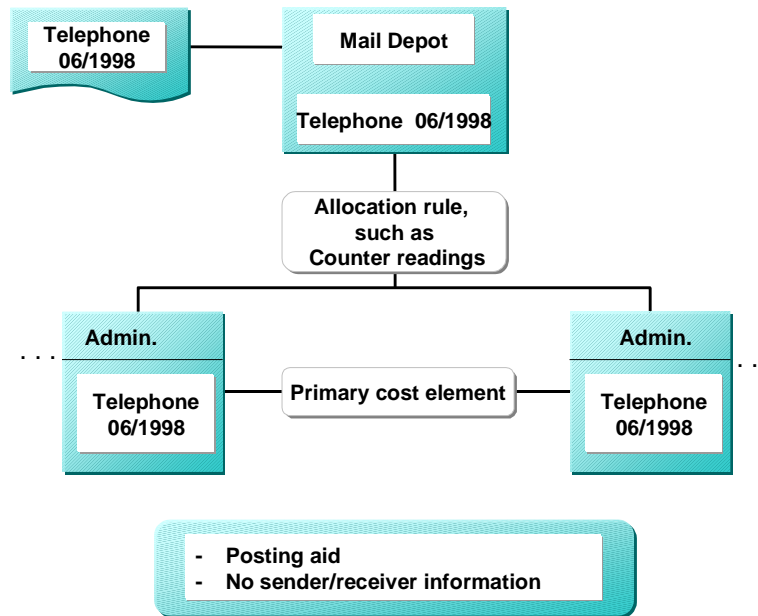 Telephone
06/1998
Mail Depot
Telephone 06/1998
Allocation rule,
such as
Counter readings
. . . Admin.
Admin. . .
Primary cost element
Telephone
06/1998
Telephone
06/1998
- Posting aid
- No sender/receiver information